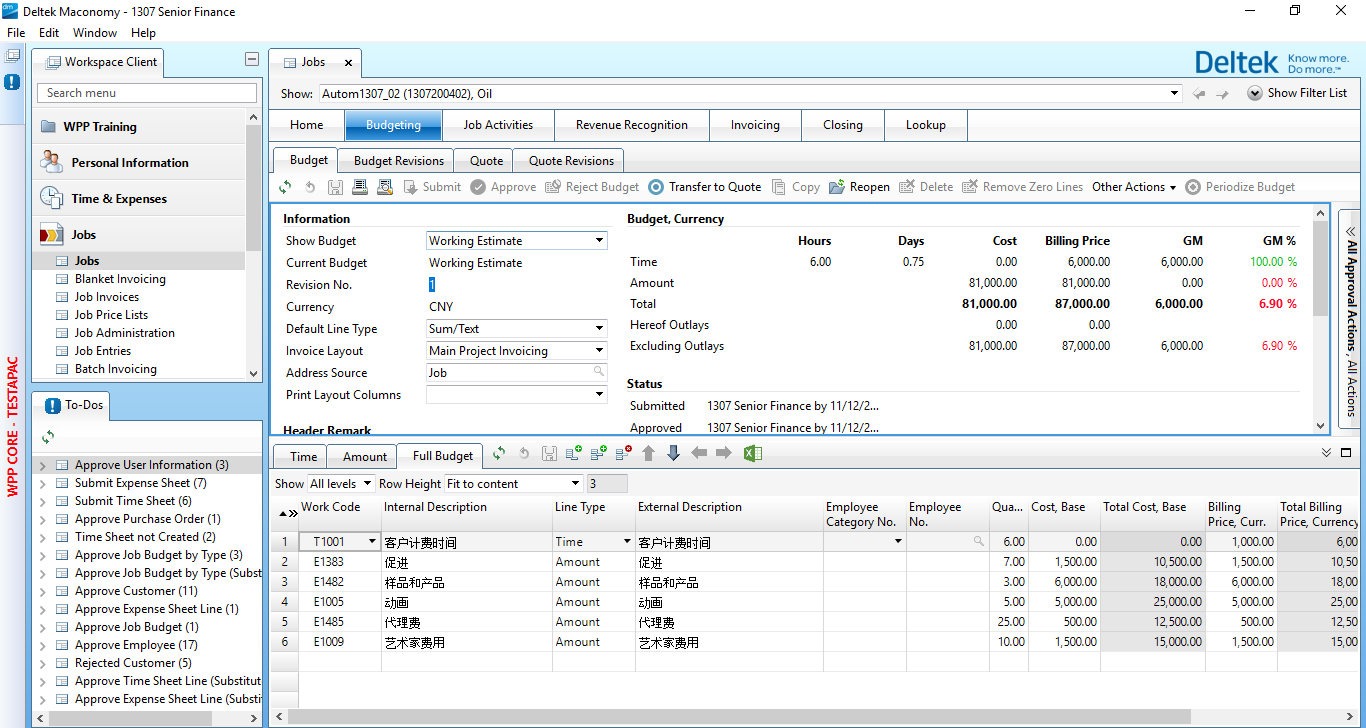 dm Deltek Maconomy - 1307 Senior Finance
File Edit Window Help
Workspace Client
Search menu
WPP Training
Personal Information
Time & Expenses
Jobs
Jobs
Blanket Invoicing
Job Invoices
Job Price Lists
Job Administration
Job Entries
Batch Invoicing
WPP CORE - TESTAPAC
To-Dos
Approve User Information (3)
Submit Expense Sheet (7)
Submit Time Sheet (6)
Approve Purchase Order (1)
Time Sheet not Created (2)
Approve Job Budget by Type (3)
Approve Job Budget by Type (Substit
Approve Customer (11)
Approve Expense Sheet Line (1)
Approve Job Budget (1)
Approve Employee (17)
Rejected Customer (5)
Approve Time Sheet Line (Substitut
Approve Expense Sheet Line (Substi
Jobs
Deltek Know more. Do more.™
Show: Autom1307_02 (1307200402), Oil Show Filter List
Home Budgeting Job Activities Revenue Recognition Invoicing Closing Lookup
Budget Budget Revisions Quote Quote Revisions
Submit Approve Reject Budget Transfer to Quote Copy Reopen Delete Remove Zero Lines Other Actions Periodize Budget
Information
Show Budget Working Estimate
Current Budget Working Estimate
Revision No. 1
Currency CNY
Default Line Type Sum/Text
Invoice Layout Main Project Invoicing
Address Source Job
Print Layout Columns
Header Remark
Budget, Currency
Hours Days Cost Billing Price GM GM %
Time 6.00 0.75 0.00 6,000.00 6,000.00 100.00 %
Amount 81,000.00 81,000.00 0.00 0.00 %
Total 81,000.00 87,000.00 6,000.00 6.90 %
Hereof Outlays 0.00 0.00
Excluding Outlays 81,000.00 87,000.00 6,000.00 6.90 %
Status
Submitted 1307 Senior Finance by 11/12/2...
Approved 1307 Senior Finance by 11/12/2...
All Approval Actions , All Actions
Time Amount Full Budget
Show All levels Row Height Fit to content 3
Work Code Internal Description Line Type External Description Employee Category No. Employee No. Qua... Cost, Base Total Cost, Base Billing Price, Curr. Total Billing Price, Currency
1 T1001 客户计费时间 Time 客户计费时间 6.00 0.00 0.00 1,000.00 6,00
2 E1383 促进 Amount 促进 7.00 1,500.00 10,500.00 1,500.00 10,50
3 E1482 样品和产品 Amount 样品和产品 3.00 6,000.00 18,000.00 6,000.00 18,00
4 E1005 动画 Amount 动画 5.00 5,000.00 25,000.00 5,000.00 25,00
5 E1485 代理费 Amount 代理费 25.00 500.00 12,500.00 500.00 12,50
6 E1009 艺术家费用 Amount 艺术家费用 10.00 1,500.00 15,000.00 1,500.00 15,00